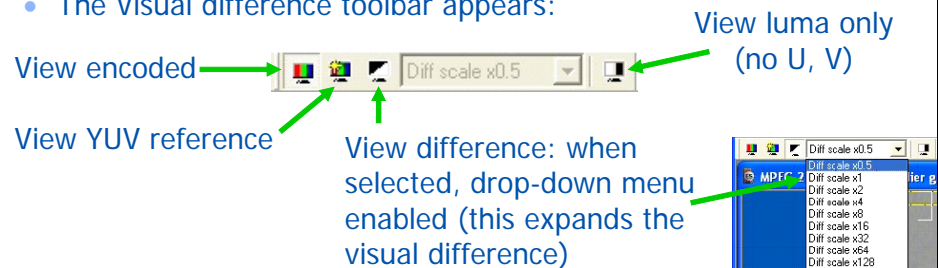 • The Visual difference toolbar appears:
View luma only
(no U, V)
View encoded
Diff scale x0.5
View YUV reference
View difference: when
selected, drop-down menu
enabled (this expands the
visual difference)
Diff scale x0.5
MPEG 2
Diff scale x0.5
Diff scale x1
Diff scale x2
Diff scale x4
Diff scale x8
Diff scale x16
Diff scale x32
Diff scale x64
Diff scale x128